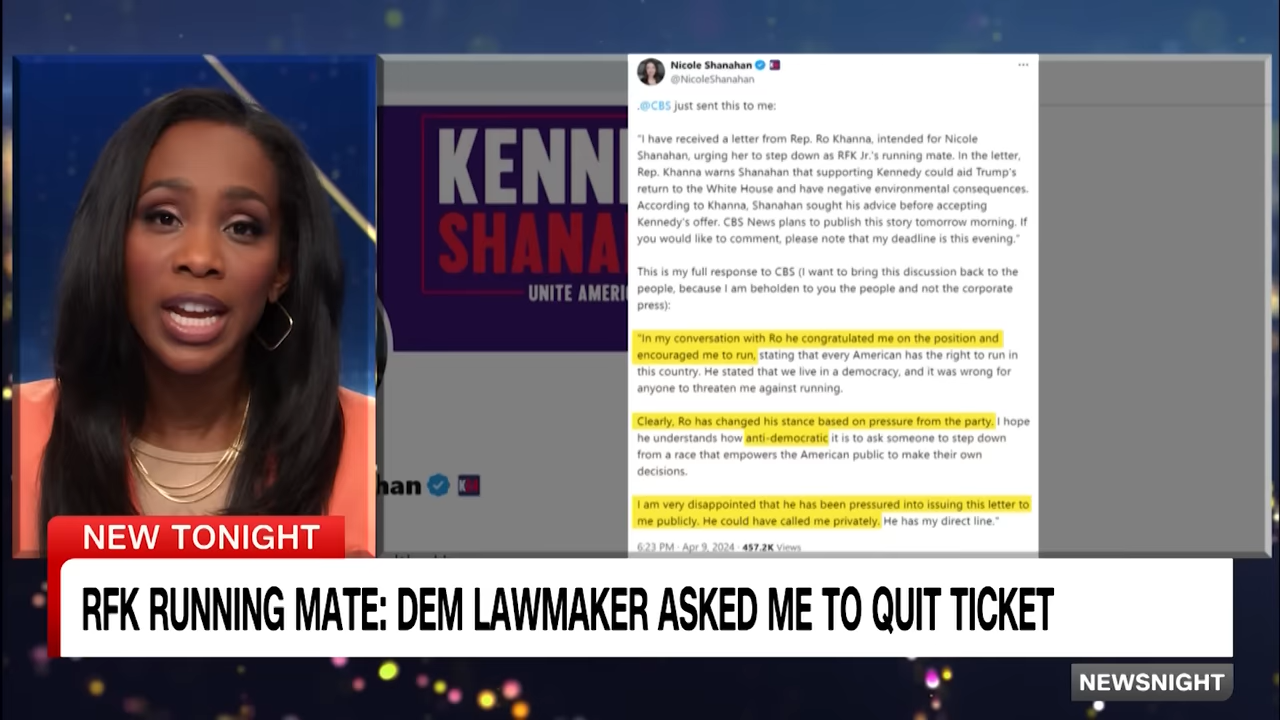 KENN
SHANA
UNITE AMERI
han
Nicole Shanahan
@NicoleShanahan
.@CBS just sent this to me:
"I have received a letter from Rep. Ro Khanna, intended for Nicole
Shanahan, urging her to step down as RFK Jr.'s running mate. In the letter,
Rep. Khanna warns Shanahan that supporting Kennedy could aid Trump's
return to the White House and have negative environmental consequences.
According to Khanna, Shanahan sought his advice before accepting
Kennedy's offer. CBS News plans to publish this story tomorrow morning. If
you would like to comment, please note that my deadline is this evening."
This is my full response to CBS (I want to bring this discussion back to the
people, because I am beholden to you the people and not the corporate
press):
"In my conversation with Ro he congratulated me on the position and
encouraged me to run, stating that every American has the right to run in
this country. He stated that we live in a democracy, and it was wrong for
anyone to threaten me against running.
Clearly, Ro has changed his stance based on pressure from the party. I hope
he understands how anti-democratic it is to ask someone to step down
from a race that empowers the American public to make their own
decisions.
I am very disappointed that he has been pressured into issuing this letter to
me publicly. He could have called me privately. He has my direct line."
6:23 PM · Apr 9, 2024 · 457.2K Views
NEW TONIGHT
RFK RUNNING MATE: DEM LAWMAKER ASKED ME TO QUIT TICKET
NEWSNIGHT